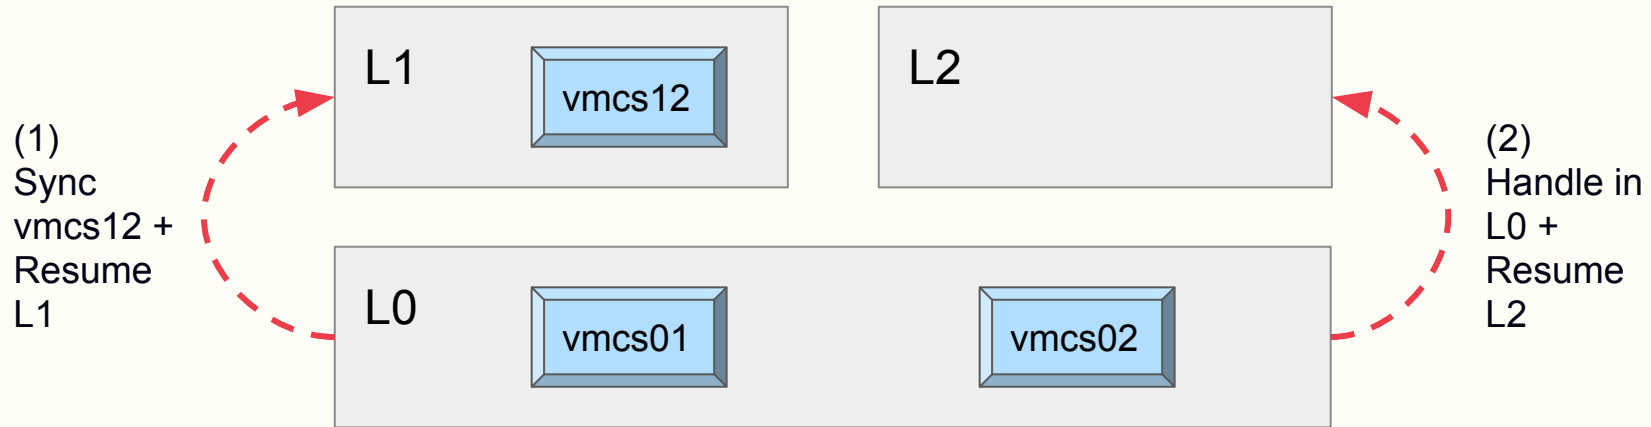 L1
vmcs12
L2
(1)
Sync
vmcs12 +
Resume
L1
(2)
Handle in
L0 +
Resume
L2
L0
vmcs01
vmcs02